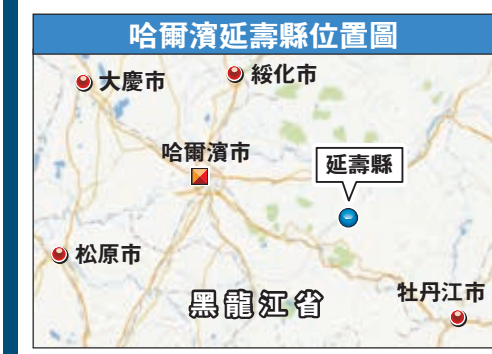 哈爾濱延壽縣位置圖
大慶市
綏化市
哈爾濱市
延壽縣
松原市
黑龍江省
牡丹江市